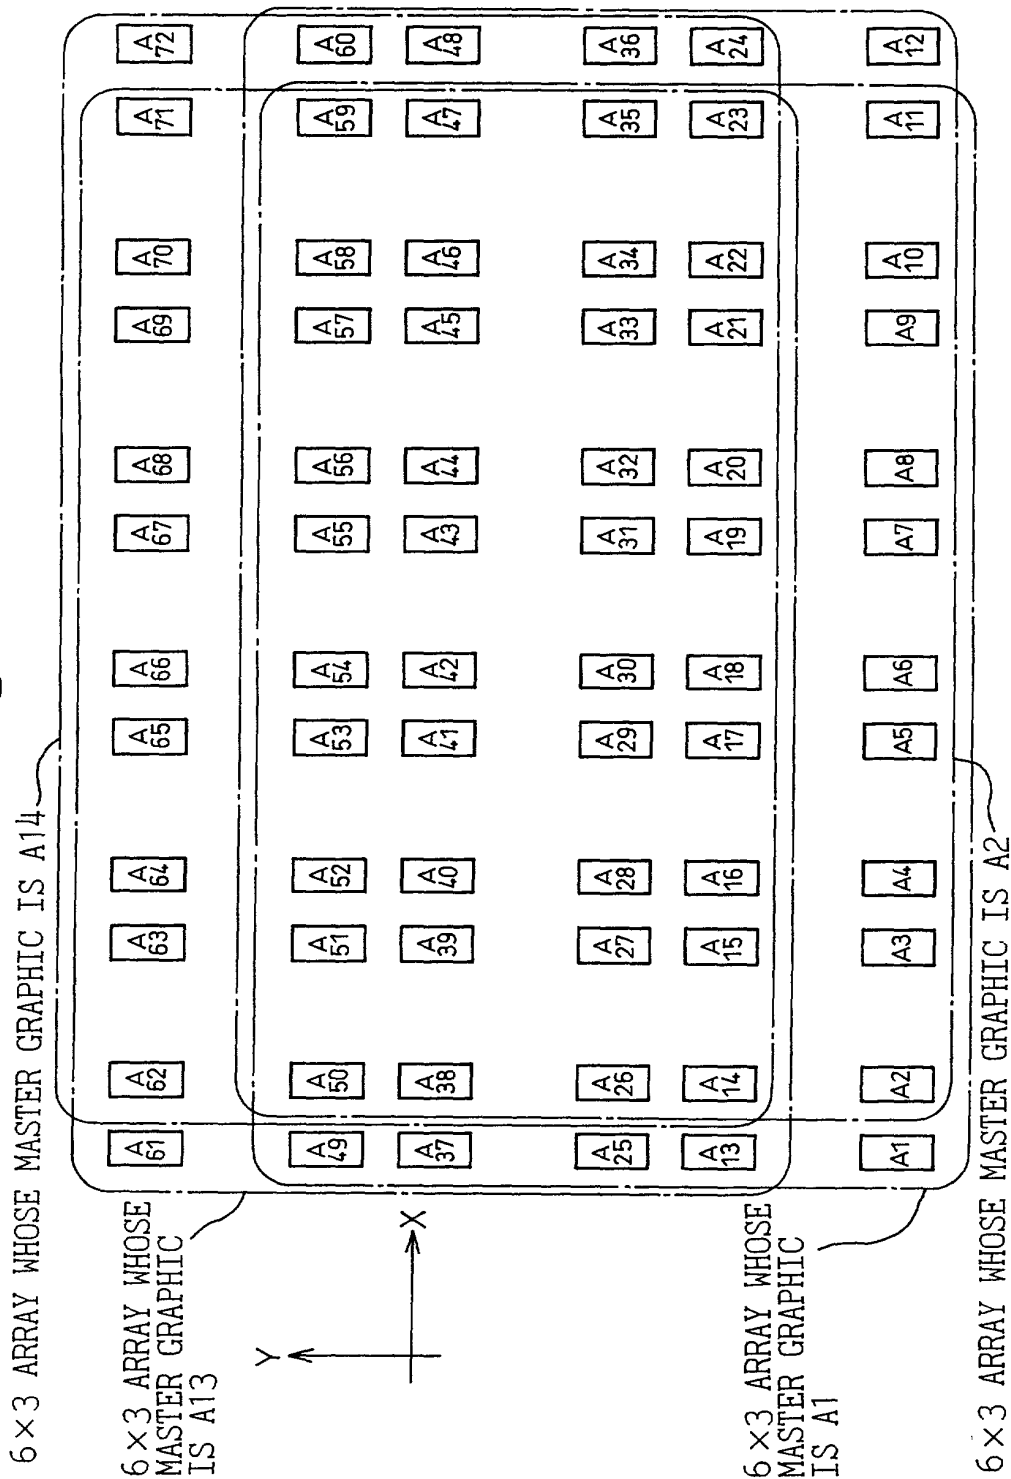 6×3 ARRAY WHOSE MASTER GRAPHIC IS A14
6×3 ARRAY WHOSE
MASTER GRAPHIC
IS A13
A61 A62 A63 A64 A65 A66 A67 A68 A69 A70 A71 A72
A49 A50 A51 A52 A53 A54 A55 A56 A57 A58 A59 A60
A37 A38 A39 A40 A41 A42 A43 A44 A45 A46 A47 A48
A25 A26 A27 A28 A29 A30 A31 A32 A33 A34 A35 A36
A13 A14 A15 A16 A17 A18 A19 A20 A21 A22 A23 A24
A1 A2 A3 A4 A5 A6 A7 A8 A9 A10 A11 A12
Y
X
6×3 ARRAY WHOSE
MASTER GRAPHIC
IS A1
6×3 ARRAY WHOSE MASTER GRAPHIC IS A2